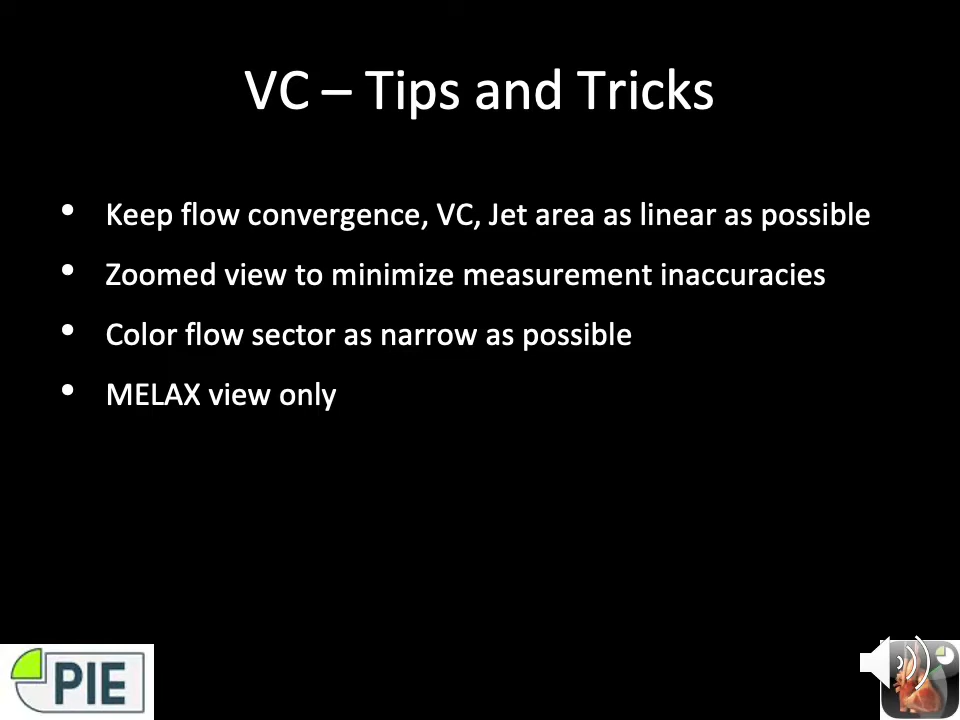 VC – Tips and Tricks
• Keep flow convergence, VC, Jet area as linear as possible
• Zoomed view to minimize measurement inaccuracies
• Color flow sector as narrow as possible
• MELAX view only
PIE